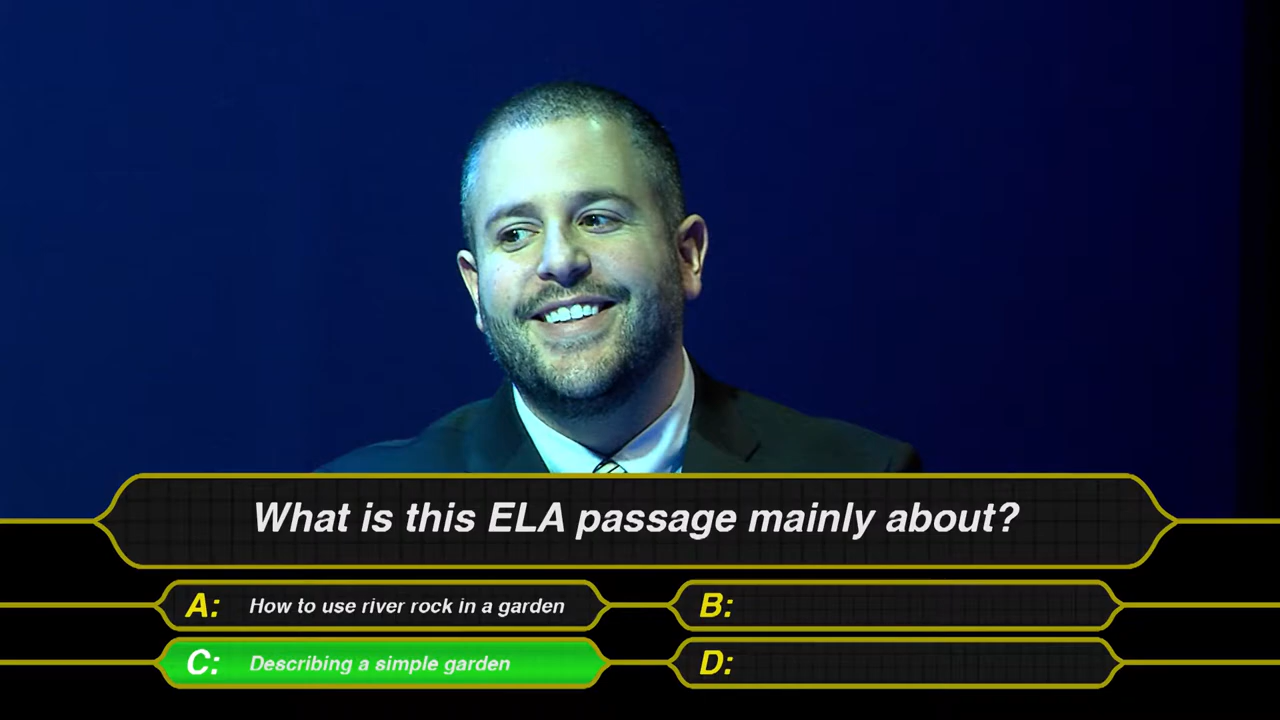 What is this ELA passage mainly about?
A: How to use river rock in a garden
B:
C: Describing a simple garden
D: